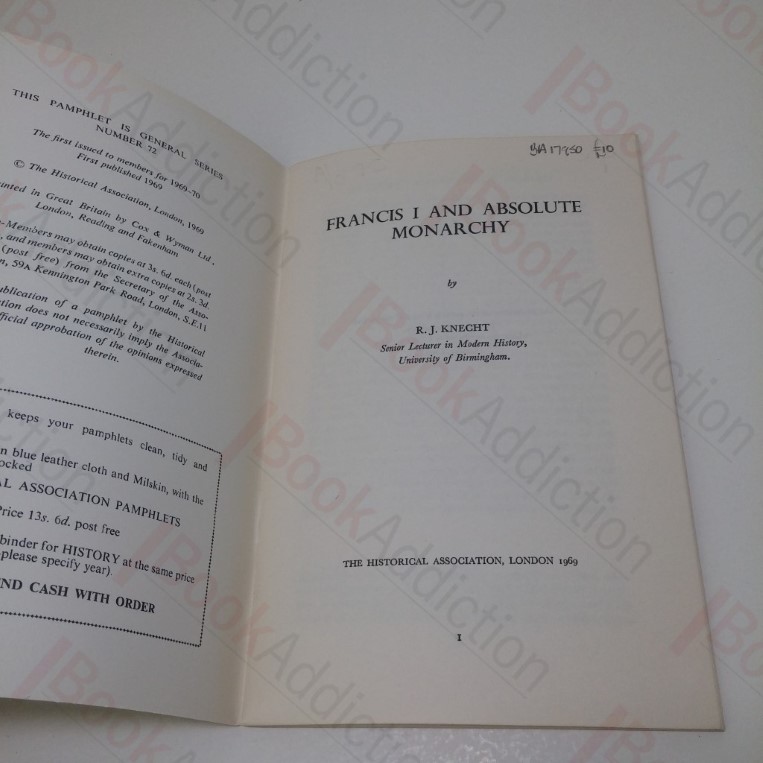 THIS PAMPHLET IS GENERAL SERIES
NUMBER 72
The first issued to members for 1969-70
First published 1969
© The Historical Association, London, 1969
inted in Great Britain by Cox & Wyman Ltd,
London, Reading and Fakenham
-Members may obtain copies at 3s. 6d. each (post
, and members may obtain extra copies at 2s. 3d.
(post free) from the Secretary of the Asso-
n, 59A Kennington Park Road, London, S.E.11
blication of a pamphlet by the Historical
tion does not necessarily imply the Associa-
ficial approbation of the opinions expressed
therein.
keeps your pamphlets clean, tidy and
n blue leather cloth and Milskin, with the
ocked
AL ASSOCIATION PAMPHLETS
Price 13s. 6d. post free
binder for HISTORY at the same price
(please specify year).
ND CASH WITH ORDER
BA17950 £10
FRANCIS I AND ABSOLUTE
MONARCHY
by
R. J. KNECHT
Senior Lecturer in Modern History,
University of Birmingham.
THE HISTORICAL ASSOCIATION, LONDON 1969
1
BookAddiction